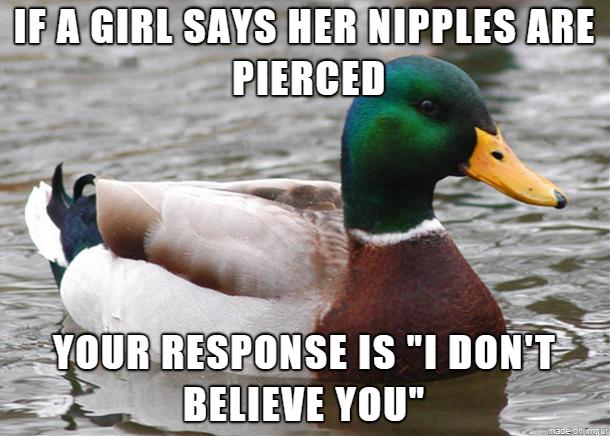 IF A GIRL SAYS HER NIPPLES ARE
PIERCED
YOUR RESPONSE IS "I DON'T
BELIEVE YOU"
made on imgur